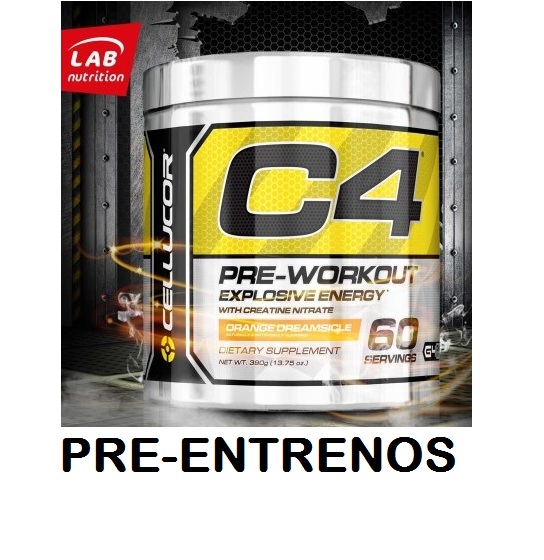 LAB
nutrition
CELLUCOR®
C4®
PRE-WORKOUT
EXPLOSIVE ENERGY*
WITH CREATINE NITRATE
ORANGE DREAMSICLE
DIETARY SUPPLEMENT
NET WT. 390g (13.75 oz.)
60
SERVINGS
PRE-ENTRENOS